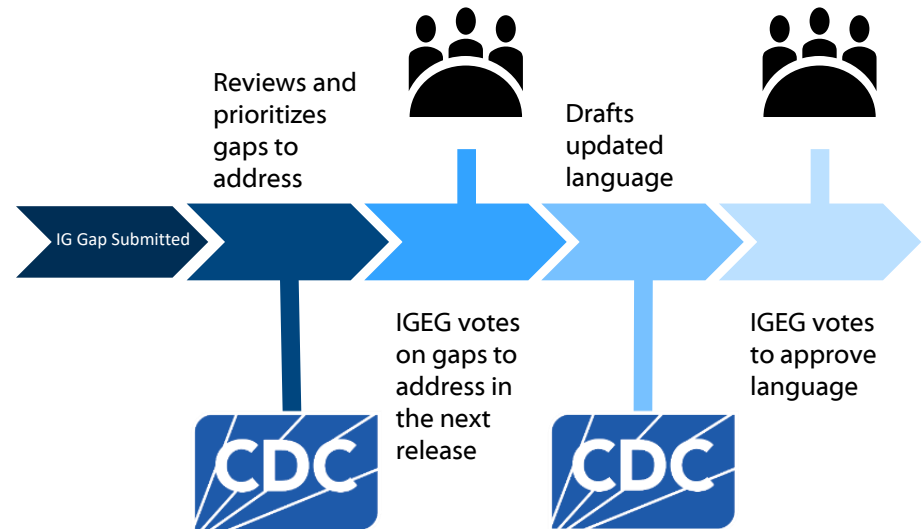 Reviews and
prioritizes
gaps to
address
Drafts
updated
language
IG Gap Submitted
IGEG votes
on gaps to
address in
the next
release
IGEG votes
to approve
language
CDC
CDC